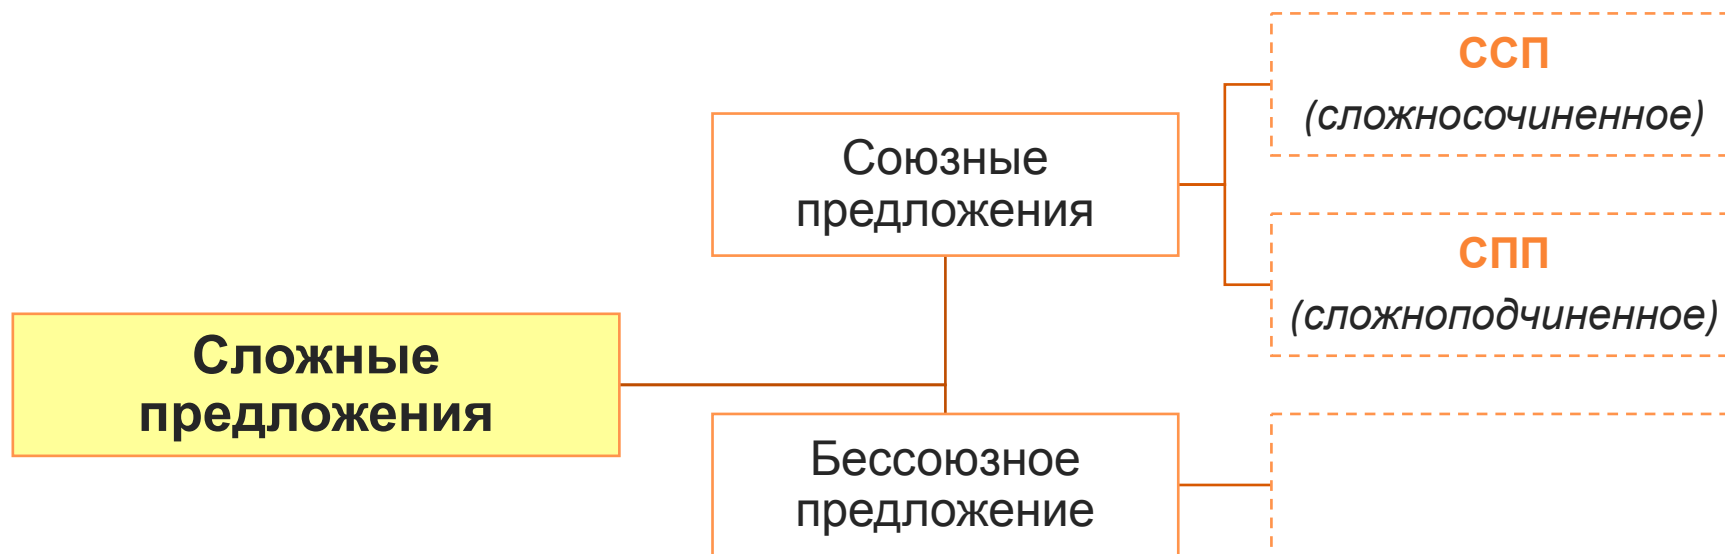 ССП
(сложносочиненное)
Союзные
предложения
СПП
(сложноподчиненное)
Сложные
предложения
Бессоюзное
предложение